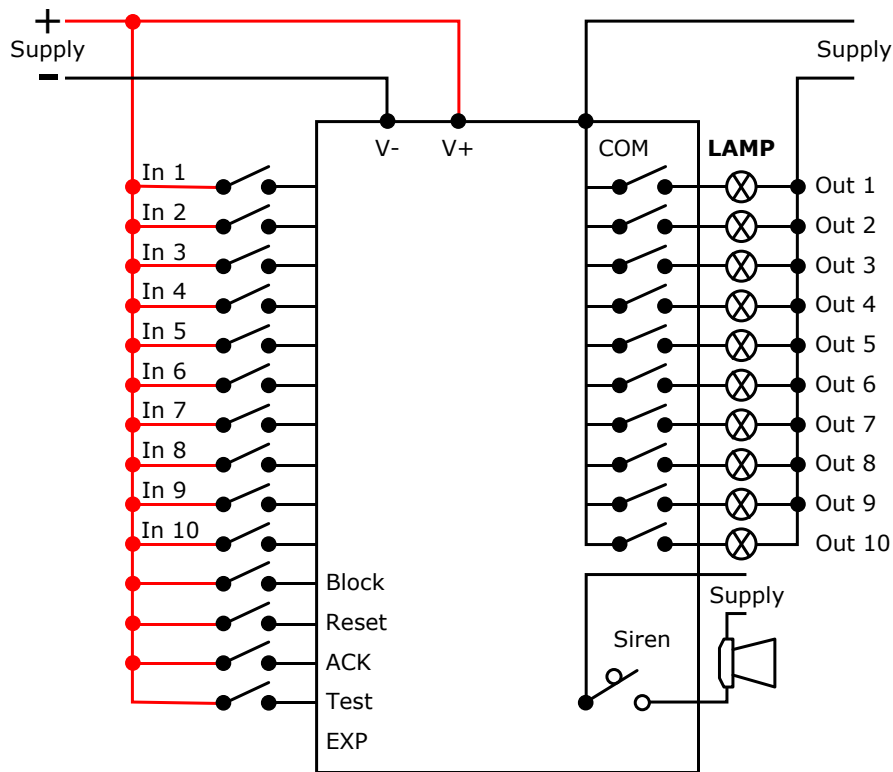 +
Supply
-
Supply
V-
V+
COM
LAMP
In 1
In 2
In 3
In 4
In 5
In 6
In 7
In 8
In 9
In 10
Out 1
Out 2
Out 3
Out 4
Out 5
Out 6
Out 7
Out 8
Out 9
Out 10
Block
Reset
ACK
Test
EXP
Supply
Siren